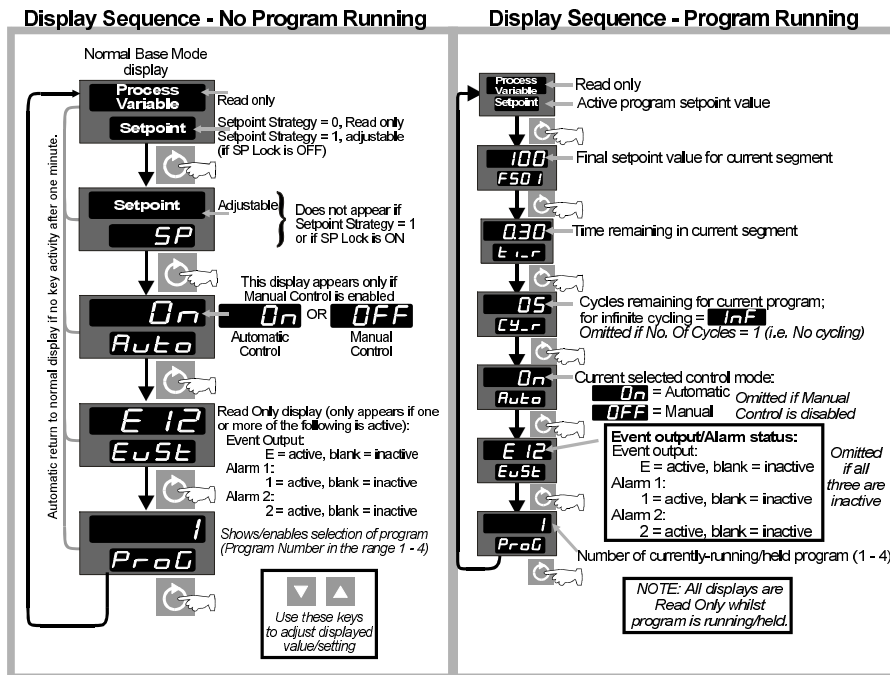 Display Sequence - No Program Running
Normal Base Mode
display
Process
Variable
Read only
Setpoint
Setpoint Strategy = 0, Read only
Setpoint Strategy = 1, adjustable
(if SP Lock is OFF)
Setpoint
SP
Adjustable
Does not appear if
Setpoint Strategy = 1
or if SP Lock is ON
This display appears only if
Manual Control is enabled
On
Auto
On OR OFF
Automatic
Control
Manual
Control
E 12
EuSt
Read Only display (only appears if one
or more of the following is active):
Event Output:
E = active, blank = inactive
Alarm 1:
1 = active, blank = inactive
Alarm 2:
2 = active, blank = inactive
1
ProG
Shows/enables selection of program
(Program Number in the range 1 - 4)
Use these keys
to adjust displayed
value/setting
Automatic return to normal display if no key activity after one minute.
Display Sequence - Program Running
Process
Variable
Setpoint
Read only
Active program setpoint value
100
FS01
Final setpoint value for current segment
0.30
ti_r
Time remaining in current segment
05
CY_r
Cycles remaining for current program;
for infinite cycling = InF
Omitted if No. Of Cycles = 1 (i.e. No cycling)
On
Auto
Current selected control mode:
On = Automatic
OFF = Manual
Omitted if Manual
Control is disabled
E 12
EuSt
Event output/Alarm status:
Event output:
E = active, blank = inactive
Alarm 1:
1 = active, blank = inactive
Alarm 2:
2 = active, blank = inactive
Omitted
if all
three are
inactive
1
ProG
Number of currently-running/held program (1 - 4)
NOTE: All displays are
Read Only whilst
program is running/held.